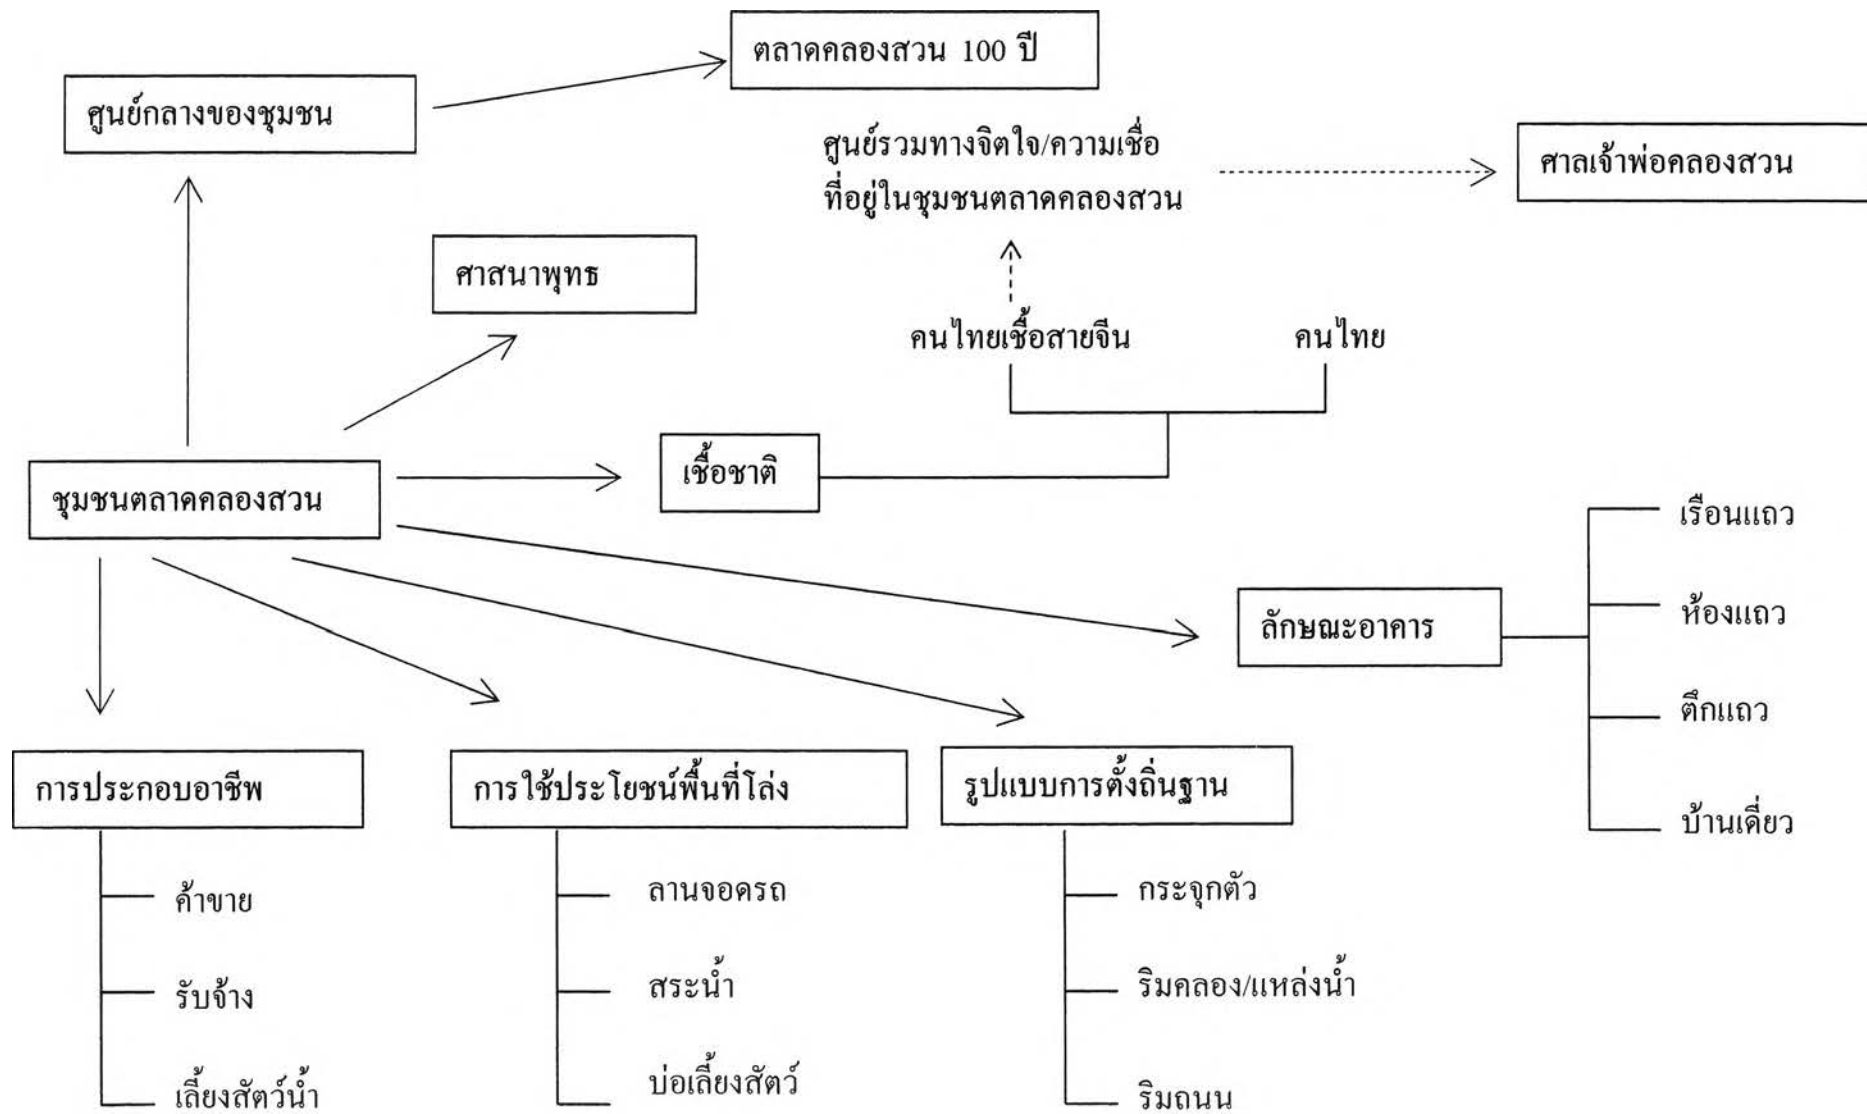 ตลาดคลองสวน 100 ปี
ศูนย์กลางของชุมชน
ศูนย์รวมทางจิตใจ/ความเชื่อ
ที่อยู่ในชุมชนตลาดคลองสวน
ศาลเจ้าพ่อคลองสวน
ศาสนาพุทธ
คนไทยเชื้อสายจีน
คนไทย
เชื้อชาติ
ชุมชนตลาดคลองสวน
ลักษณะอาคาร
เรือนแถว
ห้องแถว
ตึกแถว
บ้านเดี่ยว
การประกอบอาชีพ
ค้าขาย
รับจ้าง
เลี้ยงสัตว์น้ำ
การใช้ประโยชน์พื้นที่โล่ง
ลานจอดรถ
สระน้ำ
บ่อเลี้ยงสัตว์
รูปแบบการตั้งถิ่นฐาน
กระจุกตัว
ริมคลอง/แหล่งน้ำ
ริมถนน